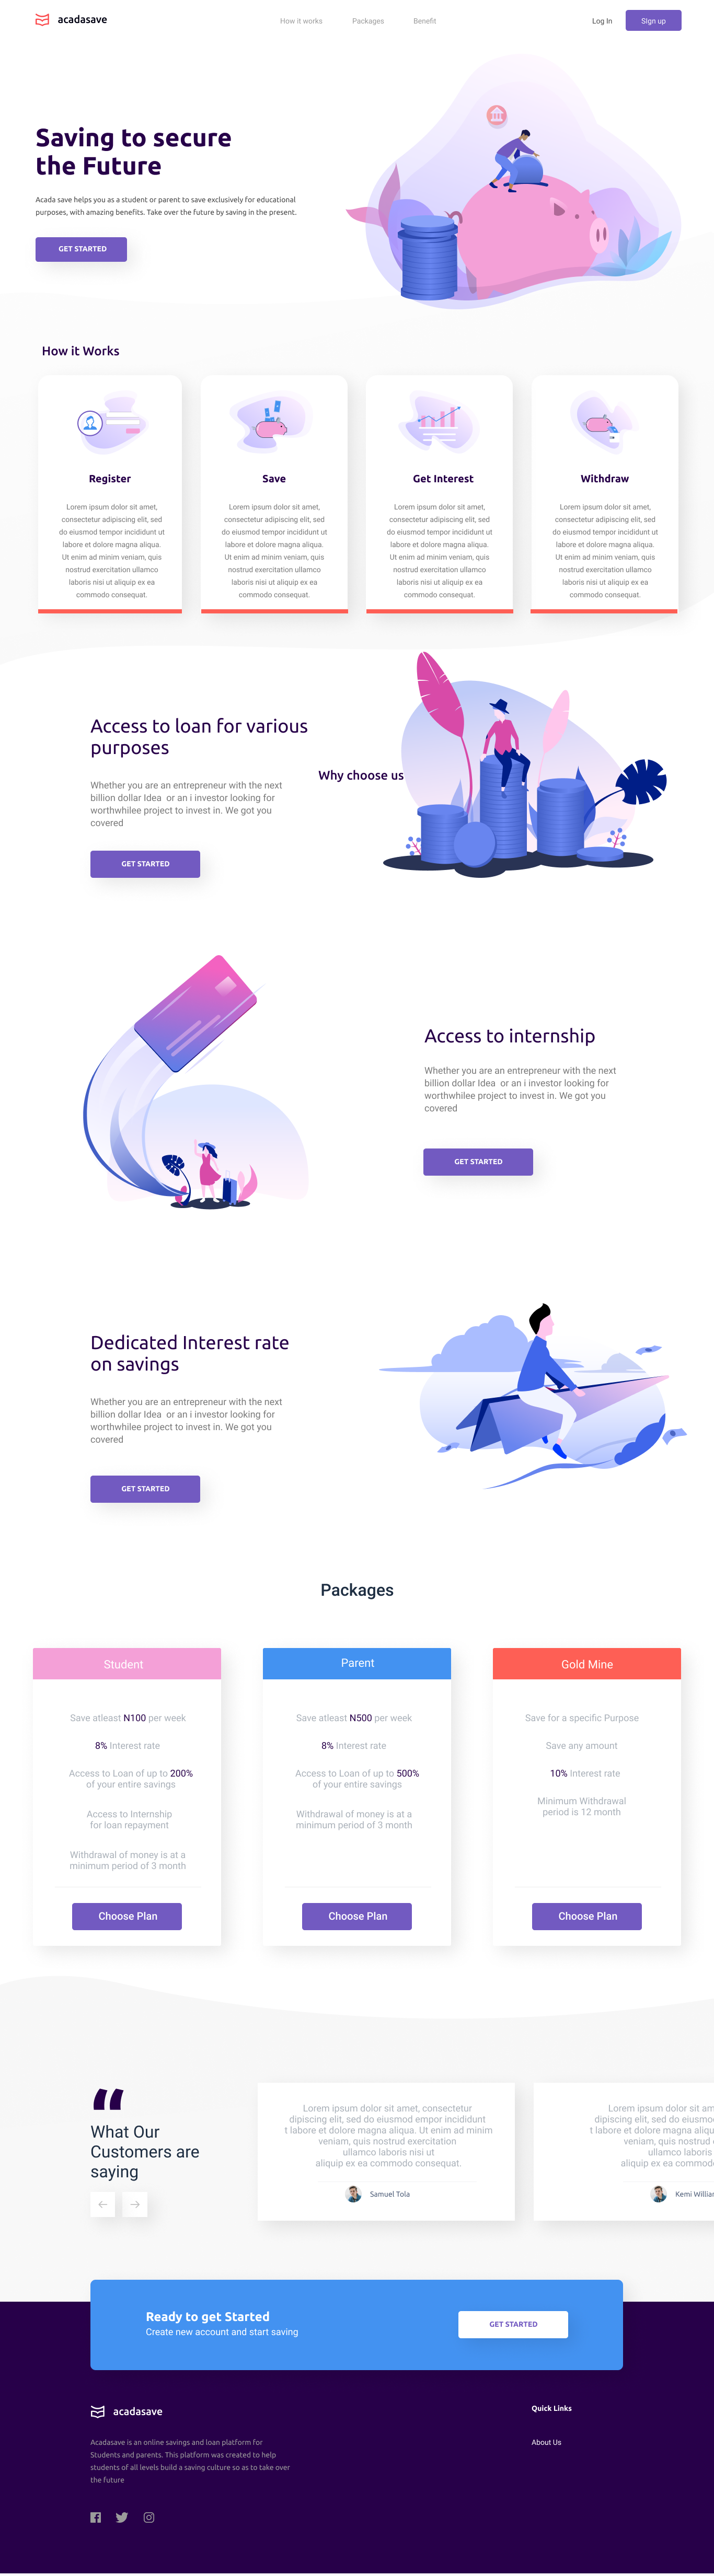 acadasave
How it works
Packages
Benefit
Log In
Sign up
Saving to secure
the Future
Acada save helps you as a student or parent to save exclusively for educational
purposes, with amazing benefits. Take over the future by saving in the present.
GET STARTED
How it Works
Register
Lorem ipsum dolor sit amet,
consectetur adipiscing elit, sed
do eiusmod tempor incididunt ut
labore et dolore magna aliqua.
Ut enim ad minim veniam, quis
nostrud exercitation ullamco
laboris nisi ut aliquip ex ea
commodo consequat.
Save
Lorem ipsum dolor sit amet,
consectetur adipiscing elit, sed
do eiusmod tempor incididunt ut
labore et dolore magna aliqua.
Ut enim ad minim veniam, quis
nostrud exercitation ullamco
laboris nisi ut aliquip ex ea
commodo consequat.
Get Interest
Lorem ipsum dolor sit amet,
consectetur adipiscing elit, sed
do eiusmod tempor incididunt ut
labore et dolore magna aliqua.
Ut enim ad minim veniam, quis
nostrud exercitation ullamco
laboris nisi ut aliquip ex ea
commodo consequat.
Withdraw
Lorem ipsum dolor sit amet,
consectetur adipiscing elit, sed
do eiusmod tempor incididunt ut
labore et dolore magna aliqua.
Ut enim ad minim veniam, quis
nostrud exercitation ullamco
laboris nisi ut aliquip ex ea
commodo consequat.
Access to loan for various
purposes
Why choose us
Whether you are an entrepreneur with the next
billion dollar Idea or an i investor looking for
worthwhilee project to invest in. We got you
covered
GET STARTED
Access to internship
Whether you are an entrepreneur with the next
billion dollar Idea or an i investor looking for
worthwhilee project to invest in. We got you
covered
GET STARTED
Dedicated Interest rate
on savings
Whether you are an entrepreneur with the next
billion dollar Idea or an i investor looking for
worthwhilee project to invest in. We got you
covered
GET STARTED
Packages
Student
Save atleast N100 per week
8% Interest rate
Access to Loan of up to 200%
of your entire savings
Access to Internship
for loan repayment
Withdrawal of money is at a
minimum period of 3 month
Choose Plan
Parent
Save atleast N500 per week
8% Interest rate
Access to Loan of up to 500%
of your entire savings
Withdrawal of money is at a
minimum period of 3 month
Choose Plan
Gold Mine
Save for a specific Purpose
Save any amount
10% Interest rate
Minimum Withdrawal
period is 12 month
Choose Plan
“
What Our
Customers are
saying
Lorem ipsum dolor sit amet, consectetur
dipiscing elit, sed do eiusmod empor incididunt
t labore et dolore magna aliqua. Ut enim ad minim
veniam, quis nostrud exercitation
ullamco laboris nisi ut
aliquip ex ea commodo consequat.
Samuel Tola
Lorem ipsum dolor sit am
dipiscing elit, sed do eiusmo
t labore et dolore magna aliqua. U
veniam, quis nostrud
ullamco laboris
aliquip ex ea commod
Kemi Williar
Ready to get Started
Create new account and start saving
GET STARTED
acadasave
Acadasave is an online savings and loan platform for
Students and parents. This platform was created to help
students of all levels build a saving culture so as to take over
the future
Quick Links
About Us